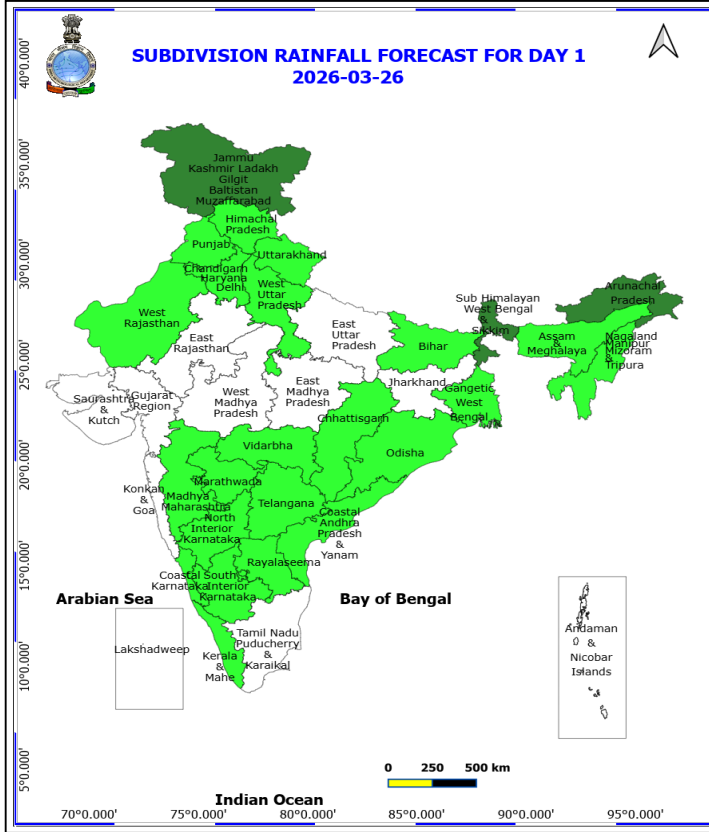 SUBDIVISION RAINFALL FORECAST FOR DAY 1
2026-03-26
40°0.000'
35°0.000'
30°0.000'
25°0.000'
20°0.000'
15°0.000'
10°0.000'
5°0.000'
Jammu
Kashmir Ladakh
Gilgit
Baltistan
Muzaffarabad
Himachal
Pradesh
Punjab
Uttarakhand
Chandigarh
Haryana
Delhi
West
Uttar
Pradesh
West
Rajasthan
East
Rajasthan
East
Uttar
Pradesh
Bihar
Sub Himalayan
West Bengal
&
Sikkim
Arunachal
Pradesh
Assam
&
Meghalaya
Nagaland
Manipur
Mizoram
&
Tripura
Saurashtra
&
Kutch
Gujarat
Region
West
Madhya
Pradesh
East
Madhya
Pradesh
Jharkhand
Gangetic
West
Bengal
Chhattisgarh
Odisha
Vidarbha
Konkan
&
Goa
Madhya
Maharashtra
Marathwada
Telangana
North
Interior
Karnataka
Coastal
Andhra
Pradesh
&
Yanam
Rayalaseema
Coastal
Karnataka
South
Interior
Karnataka
Arabian Sea
Bay of Bengal
Lakshadweep
Kerala
&
Mahe
Tamil Nadu
Puducherry
&
Karaikal
Andaman
&
Nicobar
Islands
0 250 500 km
Indian Ocean
70°0.000' 75°0.000' 80°0.000' 85°0.000' 90°0.000' 95°0.000'